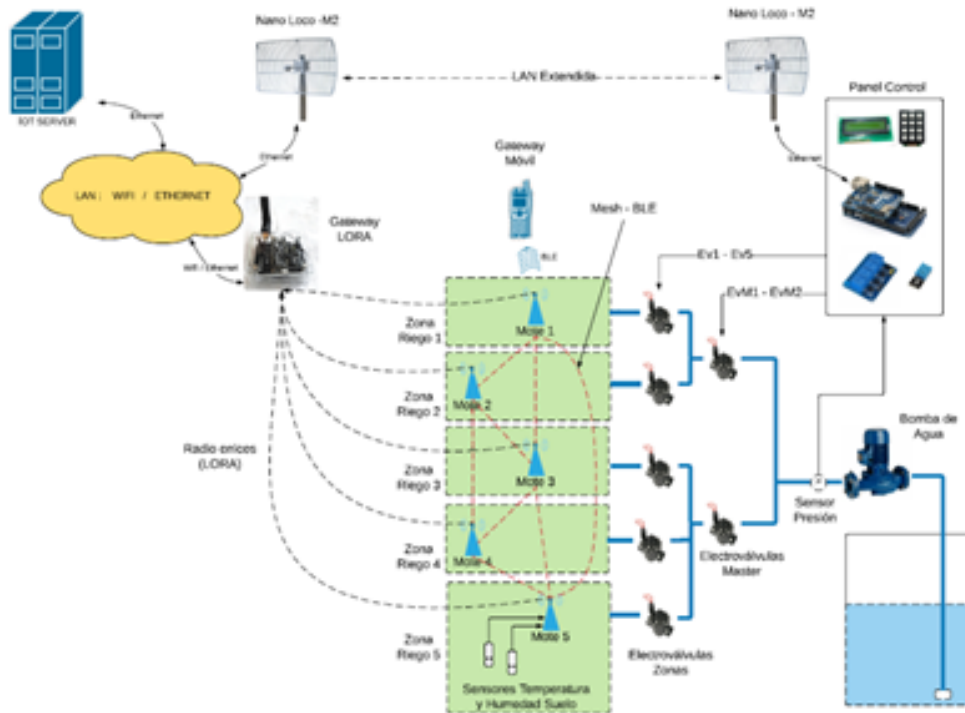 Nano Loco -M2
Nano Loco - M2
LAN Extendida
Panel Control
IOT SERVER
Ethernet
Ethernet
Ethernet
LAN: WIFI / ETHERNET
Gateway
LORA
Wifi / Ethernet
Gateway
Móvil
BLE
Mesh - BLE
Ev1 - Ev5
EvM1 - EvM2
Zona
Riego 1
Mote 1
Zona
Riego 2
Mote 2
Radio enlices
(LORA)
Zona
Riego 3
Mote 3
Zona
Riego 4
Mote 4
Zona
Riego 5
Mote 5
Sensores Temperatura
y Humedad Suelo
Electroválvulas
Zonas
Electroválvulas
Master
Sensor
Presión
Bomba de
Agua